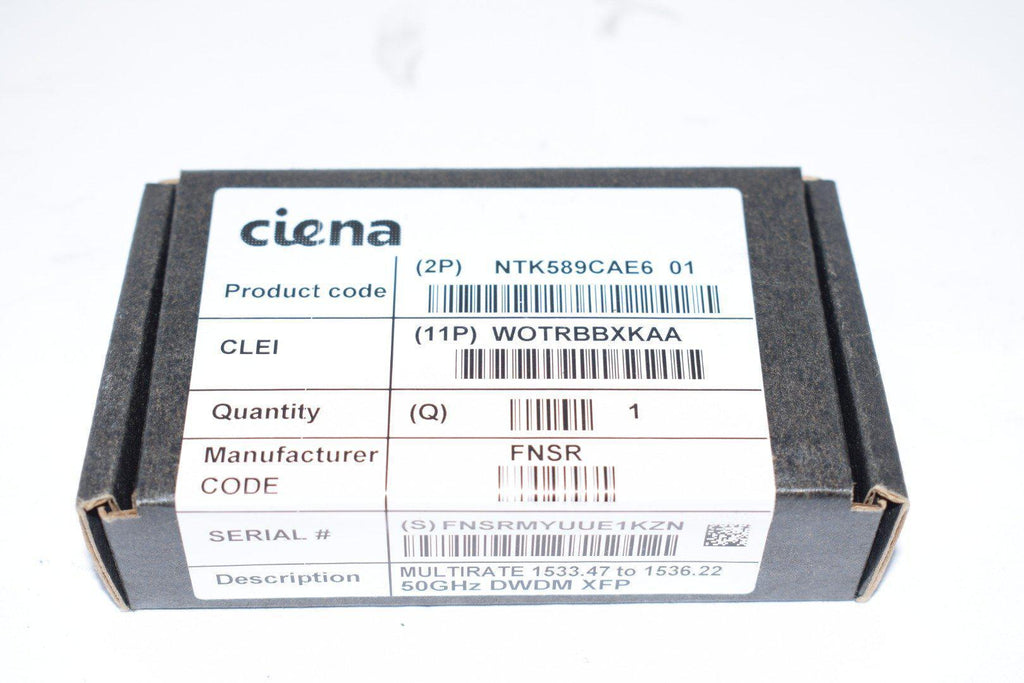 ciena
Product code (2P) NTK589CAE6 01
CLEI (11P) WOTRBBXKAA
Quantity (Q) 1
Manufacturer CODE FNSR
SERIAL # (S) FNSRMYUUE1KZN
Description MULTIRATE 1533.47 to 1536.22
50GHz DWDM XFP